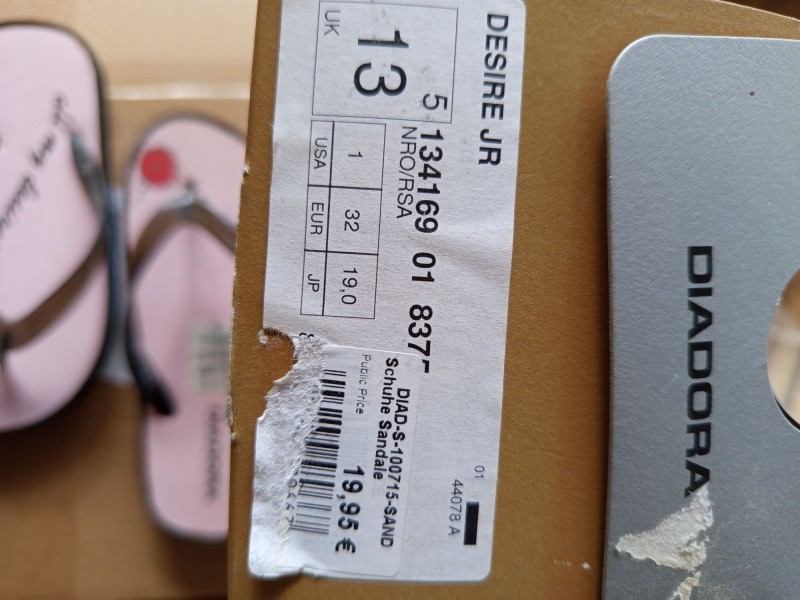 DESIRE JR
UK
13 5
134169 01
NRO/RSA
USA 1
EUR 32
JP 19,0
DIAD-S-100715-SAND
Schuhe Sandale
Public Price
19,95 €
01
44078 A
DIADORA